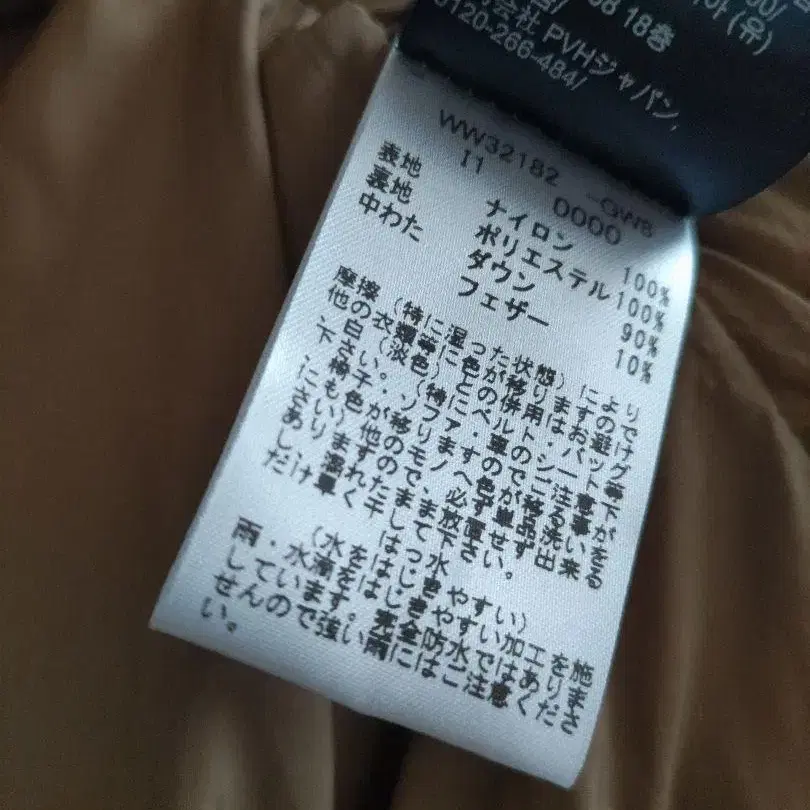 18巻
会社 PVHジャパン,
0120-266-484/
WW32182 -GW8
I1 0000
表地 ナイロン 100%
裏地 ポリエステル 100%
中わた ダウン 90%
フェザー 10%
摩擦(特に湿った状態)により
他の衣類等に色が移りますので
、白(淡色)との併用はお避け
下さい。(特にベルト・バッグ
、椅子・ソファ・車のシート等
にも色が移りますのでご注意下
さい)他のモノへ色が移る事が
ありますので、必ず単品洗いをし
、濡れたまま放置せず出来る
だけ早く干して下さい。
はっ水
(水をはじきやすい)
雨・水滴をはじきやすい加工を施
しています。完全防水ではありま
せんので強い雨にはご注意くださ
い。